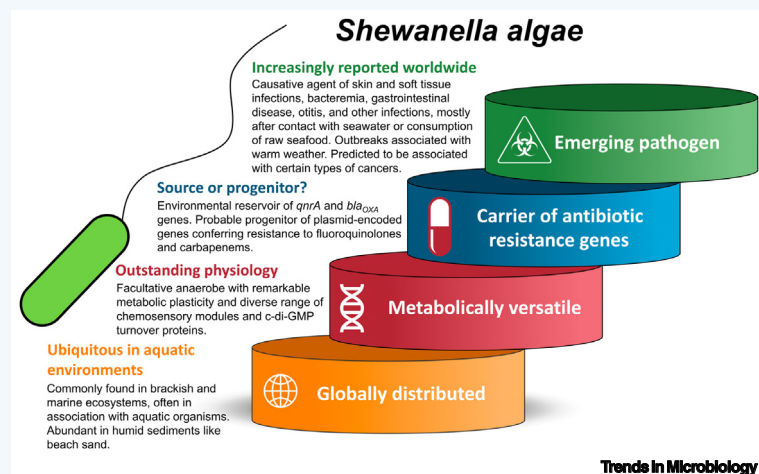 Shewanella algae
Increasingly reported worldwide
Causative agent of skin and soft tissue
infections, bacteremia, gastrointestinal
disease, otitis, and other infections, mostly
after contact with seawater or consumption
of raw seafood. Outbreaks associated with
warm weather. Predicted to be associated
with certain types of cancers.
Emerging pathogen
Source or progenitor?
Environmental reservoir of qnrA and blaOXA
genes. Probable progenitor of plasmid-encoded
genes conferring resistance to fluoroquinolones
and carbapenems.
Carrier of antibiotic
resistance genes
Outstanding physiology
Facultative anaerobe with remarkable
metabolic plasticity and diverse range of
chemosensory modules and c-di-GMP
turnover proteins.
Metabolically versatile
Ubiquitous in aquatic
environments
Commonly found in brackish and
marine ecosystems, often in
association with aquatic organisms.
Abundant in humid sediments like
beach sand.
Globally distributed
Trends in Microbiology